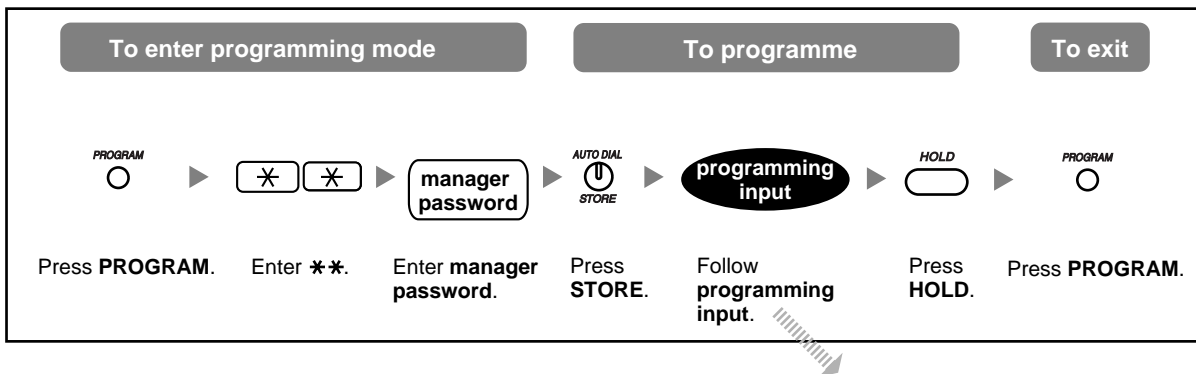 To enter programming mode
To programme
To exit
PROGRAM
manager
password
AUTO DIAL
STORE
programming
input
HOLD
PROGRAM
Press PROGRAM.
Enter ✱✱.
Enter manager
password.
Press
STORE.
Follow
programming
input.
Press
HOLD.
Press PROGRAM.